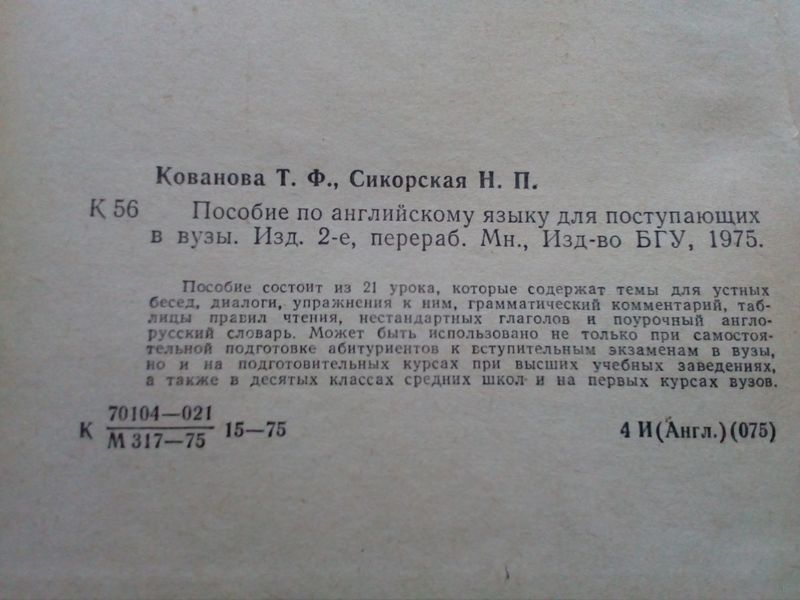 Кованова Т. Ф., Сикорская Н. П.
К 56 Пособие по английскому языку для поступающих
в вузы. Изд. 2-е, перераб. Мн., Изд-во БГУ, 1975.
Пособие состоит из 21 урока, которые содержат темы для устных
бесед, диалоги, упражнения к ним, грамматический комментарий, таб-
лицы правил чтения, нестандартных глаголов и поурочный англо-
русский словарь. Может быть использовано не только при самостоя-
тельной подготовке абитуриентов к вступительным экзаменам в вузы,
но и на подготовительных курсах при высших учебных заведениях,
а также в десятых классах средних школ и на первых курсах вузов.
70104—021
К 15—75 4 И(Англ.)(075)
М 317—75